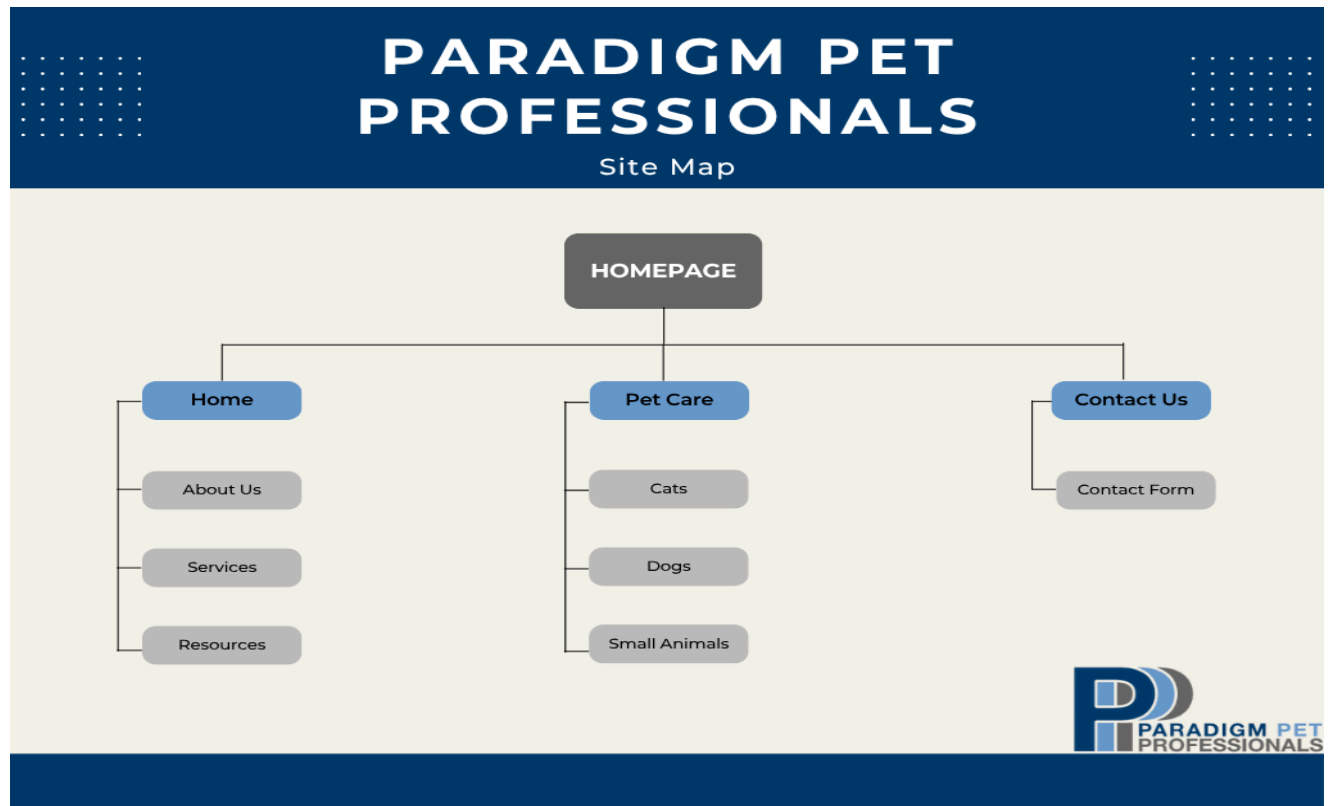 PARADIGM PET
PROFESSIONALS
Site Map
HOMEPAGE
Home
Pet Care
Contact Us
About Us
Cats
Contact Form
Services
Dogs
Resources
Small Animals
PARADIGM PET
PROFESSIONALS